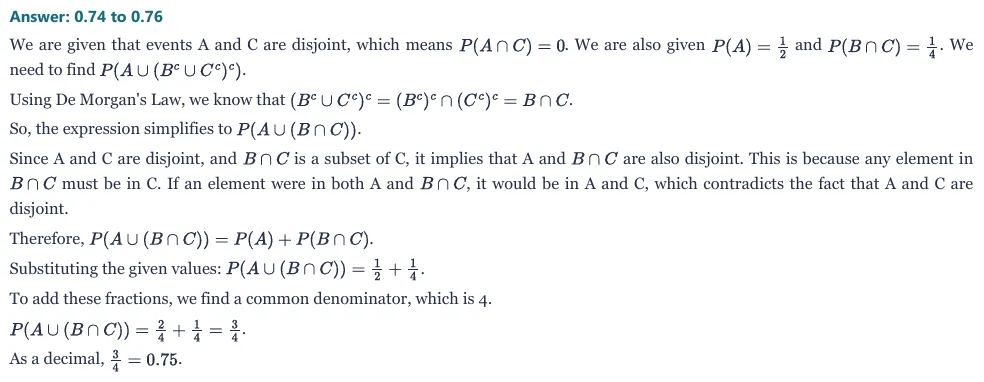 Answer: 0.74 to 0.76
We are given that events A and C are disjoint, which means P(A ∩ C) = 0. We are also given P(A) = 1/2 and P(B ∩ C) = 1/4. We
need to find P(A ∪ (Bᶜ ∪ Cᶜ)ᶜ).
Using De Morgan's Law, we know that (Bᶜ ∪ Cᶜ)ᶜ = (Bᶜ)ᶜ ∩ (Cᶜ)ᶜ = B ∩ C.
So, the expression simplifies to P(A ∪ (B ∩ C)).
Since A and C are disjoint, and B ∩ C is a subset of C, it implies that A and B ∩ C are also disjoint. This is because any element in
B ∩ C must be in C. If an element were in both A and B ∩ C, it would be in A and C, which contradicts the fact that A and C are
disjoint.
Therefore, P(A ∪ (B ∩ C)) = P(A) + P(B ∩ C).
Substituting the given values: P(A ∪ (B ∩ C)) = 1/2 + 1/4.
To add these fractions, we find a common denominator, which is 4.
P(A ∪ (B ∩ C)) = 2/4 + 1/4 = 3/4.
As a decimal, 3/4 = 0.75.